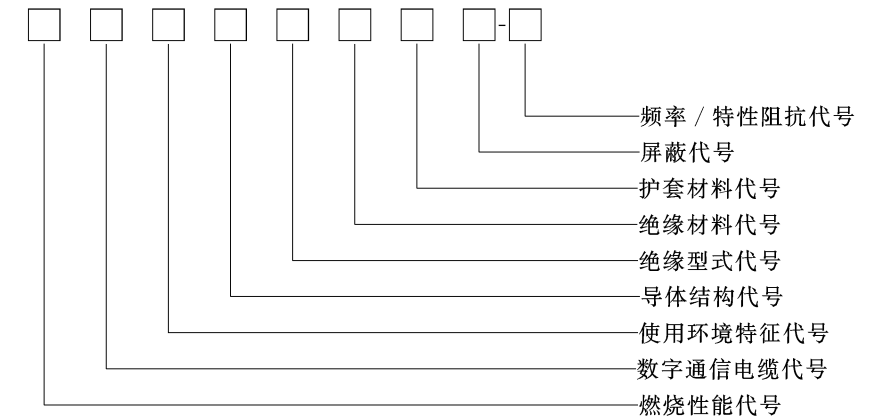 频率／特性阻抗代号
屏蔽代号
护套材料代号
绝缘材料代号
绝缘型式代号
导体结构代号
使用环境特征代号
数字通信电缆代号
燃烧性能代号